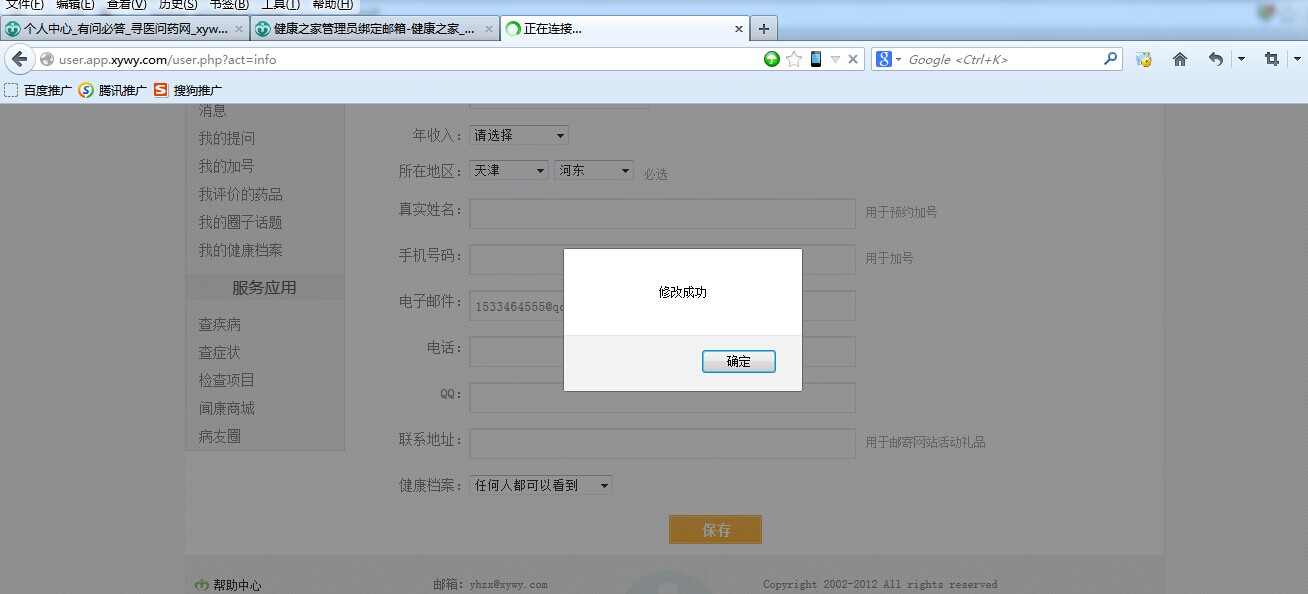 文件(F) 编辑(E) 查看(V) 历史(S) 书签(B) 工具(T) 帮助(H)
个人中心_有问必答_寻医问药网_xyw... × 健康之家管理员绑定邮箱-健康之家_... × 正在连接... ×
user.app.xywy.com/user.php?act=info Google <Ctrl+K>
百度推广 腾讯推广 搜狗推广
消息
我的提问
我的加号
我评价的药品
我的圈子话题
我的健康档案
服务应用
查疾病
查症状
检查项目
闻康商城
病友圈
年收入: 请选择
所在地区: 天津 河东 必选
真实姓名: 用于预约加号
手机号码: 用于加号
电子邮件: 1533464555@qq
电话:
QQ:
联系地址: 用于邮寄网站活动礼品
健康档案: 任何人都可以看到
保存
修改成功
确定
帮助中心 邮箱: yhzx@xywy.com Copyright 2002-2012 All rights reserved